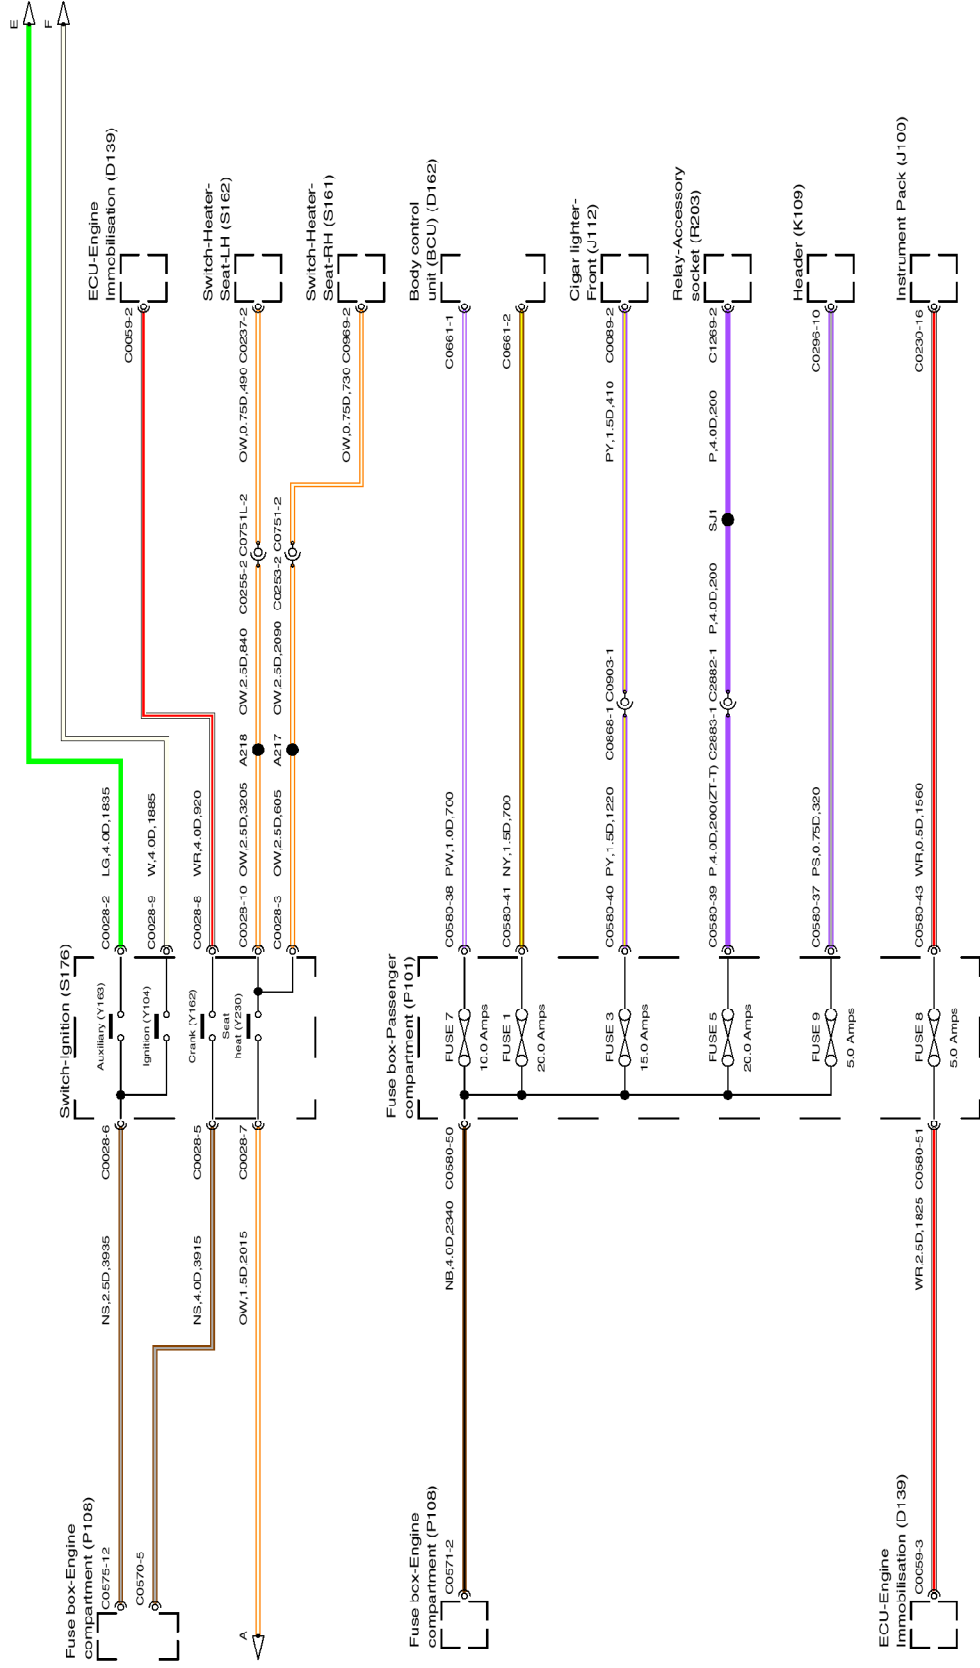 E
F
ECU-Engine
Immobilisation (D139)
C0059-2
Switch-Heater-
Seat-LH (S162)
C0237-2
OW,0.75D,490
Switch-Heater-
Seat-RH (S161)
C0969-2
OW,0.75D,730
Body control
unit (BCU) (D162)
C0661-1
C0661-2
Cigar lighter-
Front (J112)
C0089-2
PY,1.5D,410
Relay-Accessory
socket (R203)
C1269-2
P,4.0D,200
Header (K109)
C0296-10
Instrument Pack (J100)
C0230-16
C0255-2 C0751L-2
C0253-2 C0751-2
SJ1
OW,2.5D,840
OW,2.5D,2090
C0868-1 C0903-1
P,4.0D,200
C2883-1 C2882-1
A218
A217
LG,4.0D,1835
W,4.0D,1885
WR,4.0D,920
OW,2.5D,3205
OW,2.5D,605
PW,1.0D,700
NY,1.5D,700
PY,1.5D,1220
P,4.0D,200(ZT-T)
PS,0.75D,320
WR,0.5D,1560
C0028-2
C0028-9
C0028-8
C0028-10
C0028-3
C0580-38
C0580-41
C0580-40
C0580-39
C0580-37
C0580-43
Switch-Ignition (S176)
Auxiliary (Y163)
Ignition (Y104)
Crank (Y162)
Seat
heat (Y230)
Fuse box-Passenger
compartment (P101)
FUSE 7
10.0 Amps
FUSE 1
20.0 Amps
FUSE 3
15.0 Amps
FUSE 5
20.0 Amps
FUSE 9
5.0 Amps
FUSE 8
5.0 Amps
C0028-6
C0028-5
C0028-7
C0580-50
C0580-51
NS,2.5D,3935
NS,4.0D,3915
OW,1.5D,2015
NB,4.0D,2340
WR,2.5D,1825
Fuse box-Engine
compartment (P108)
C0575-12
C0570-5
A
Fuse box-Engine
compartment (P108)
C0571-2
ECU-Engine
Immobilisation (D139)
C0059-3